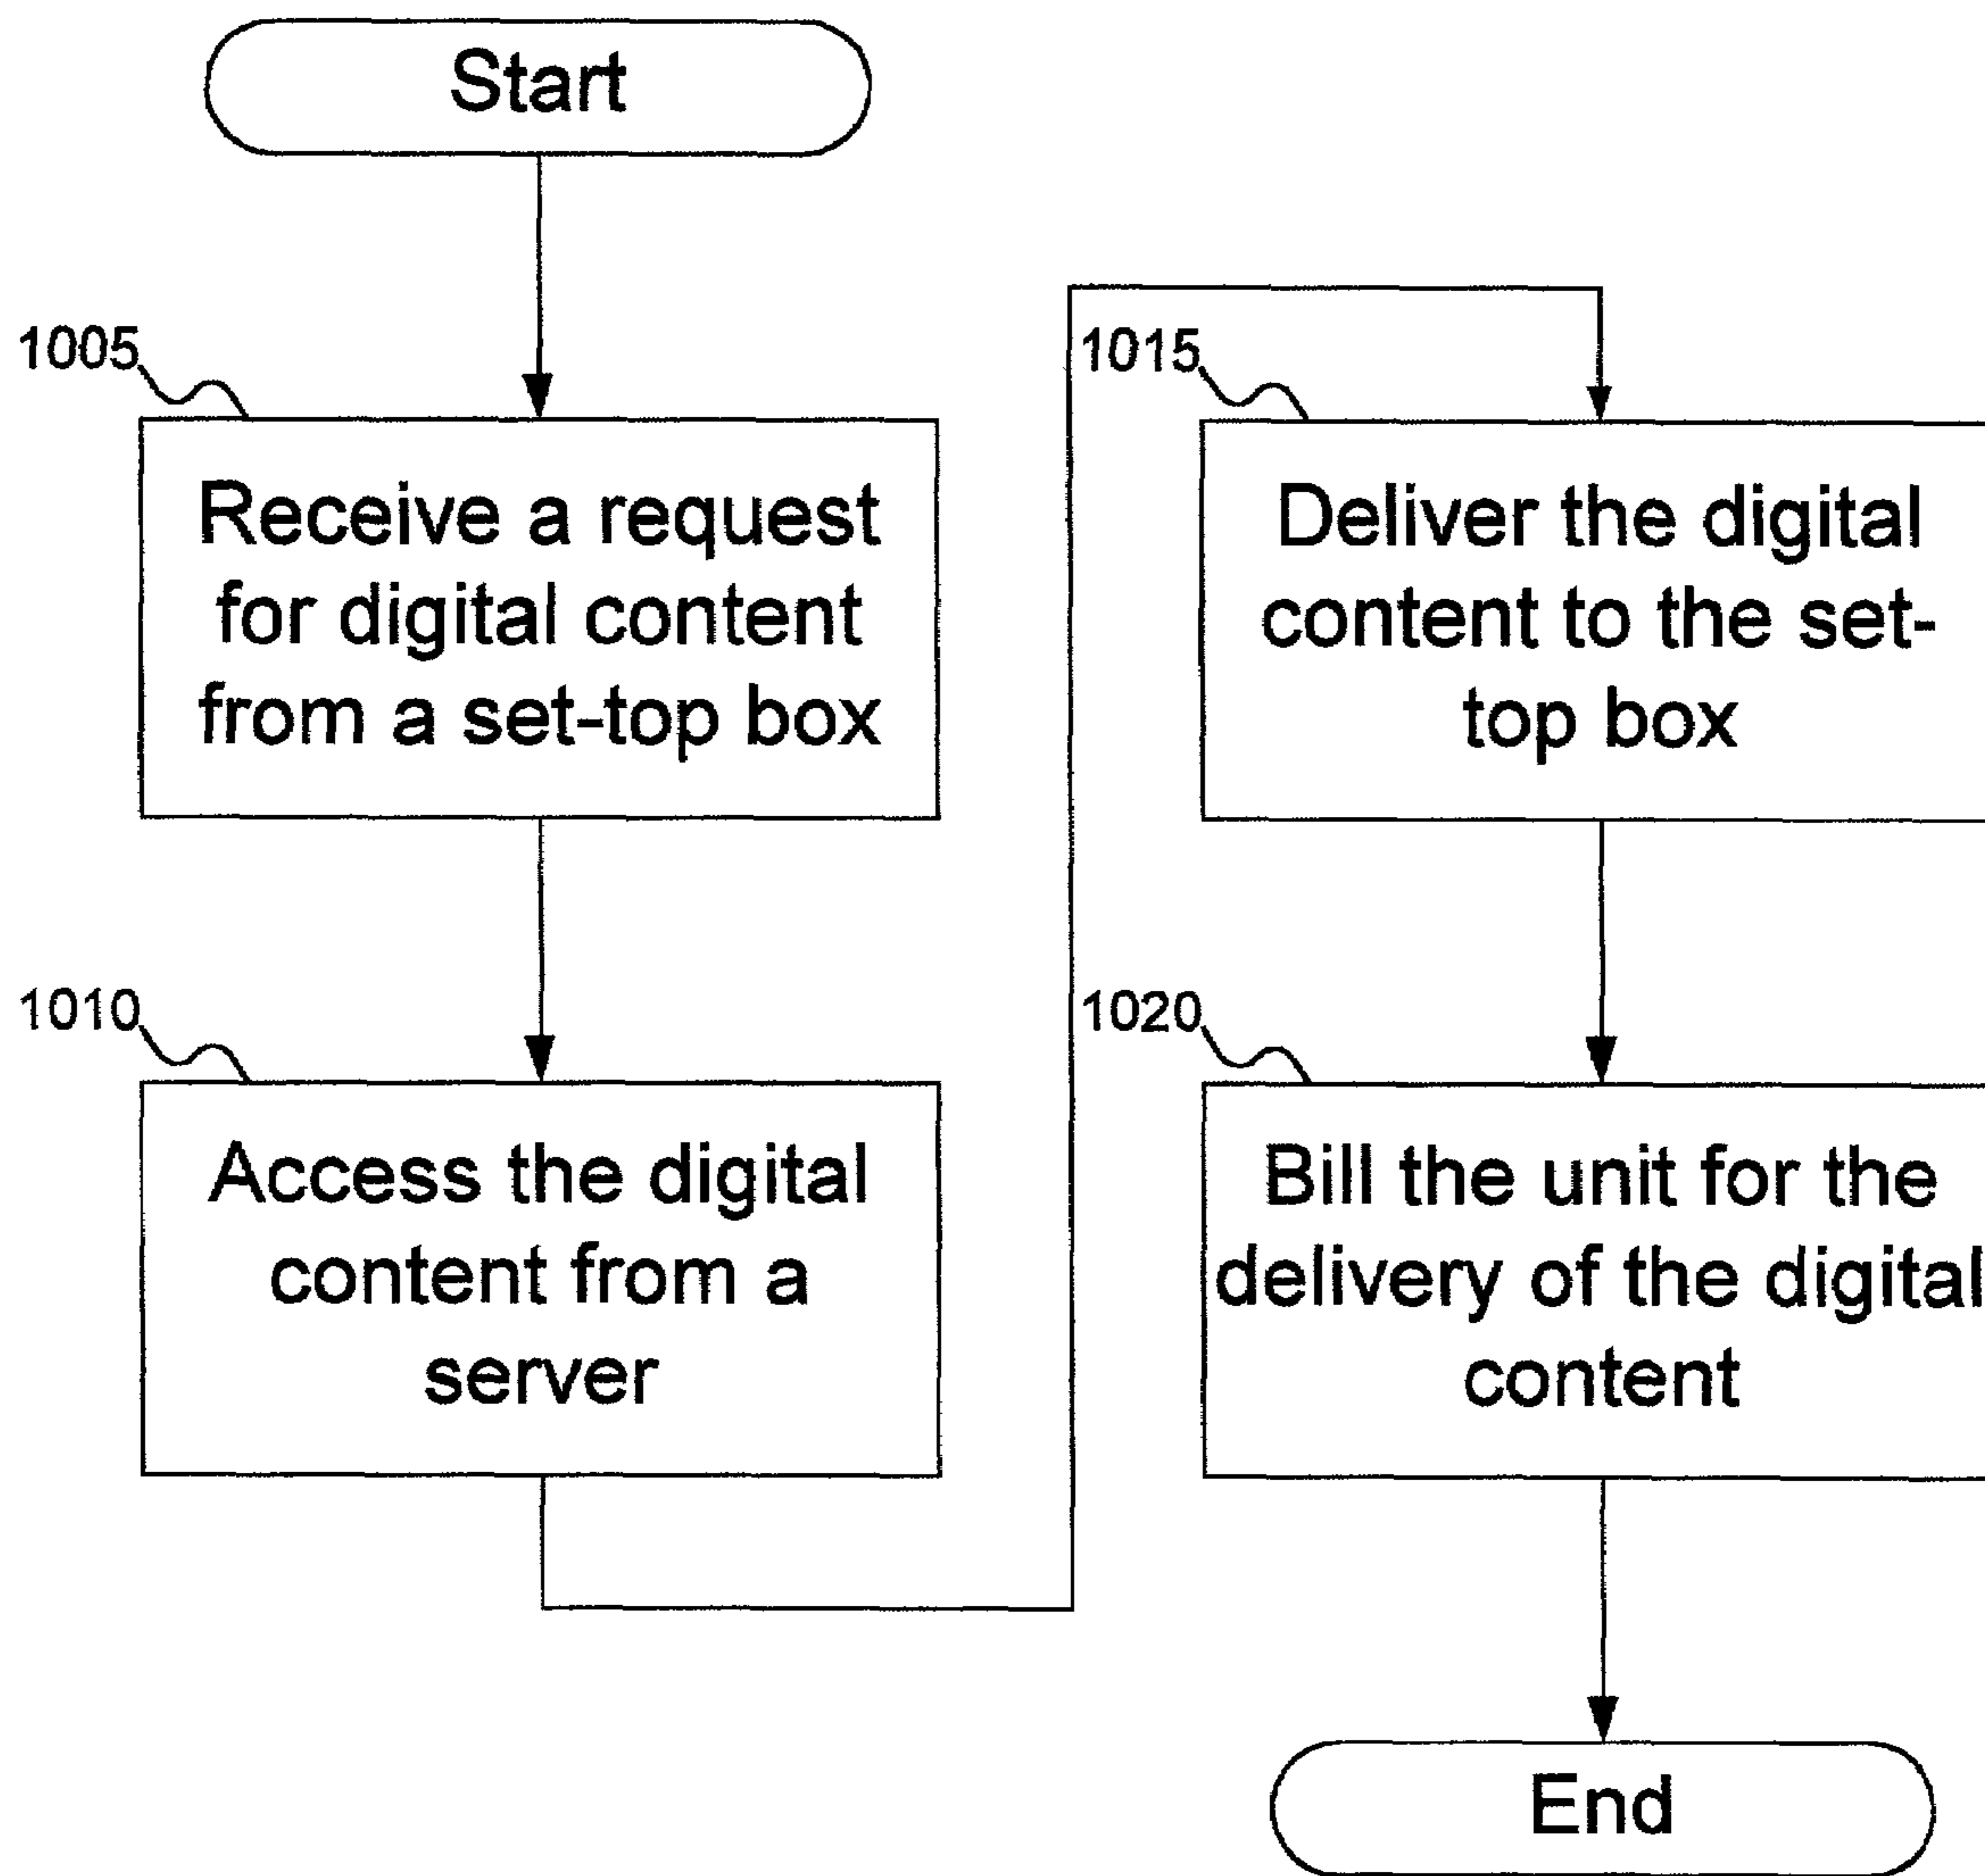 Start
1005
Receive a request
for digital content
from a set-top box
1010
Access the digital
content from a
server
1015
Deliver the digital
content to the set-
top box
1020
Bill the unit for the
delivery of the digital
content
End